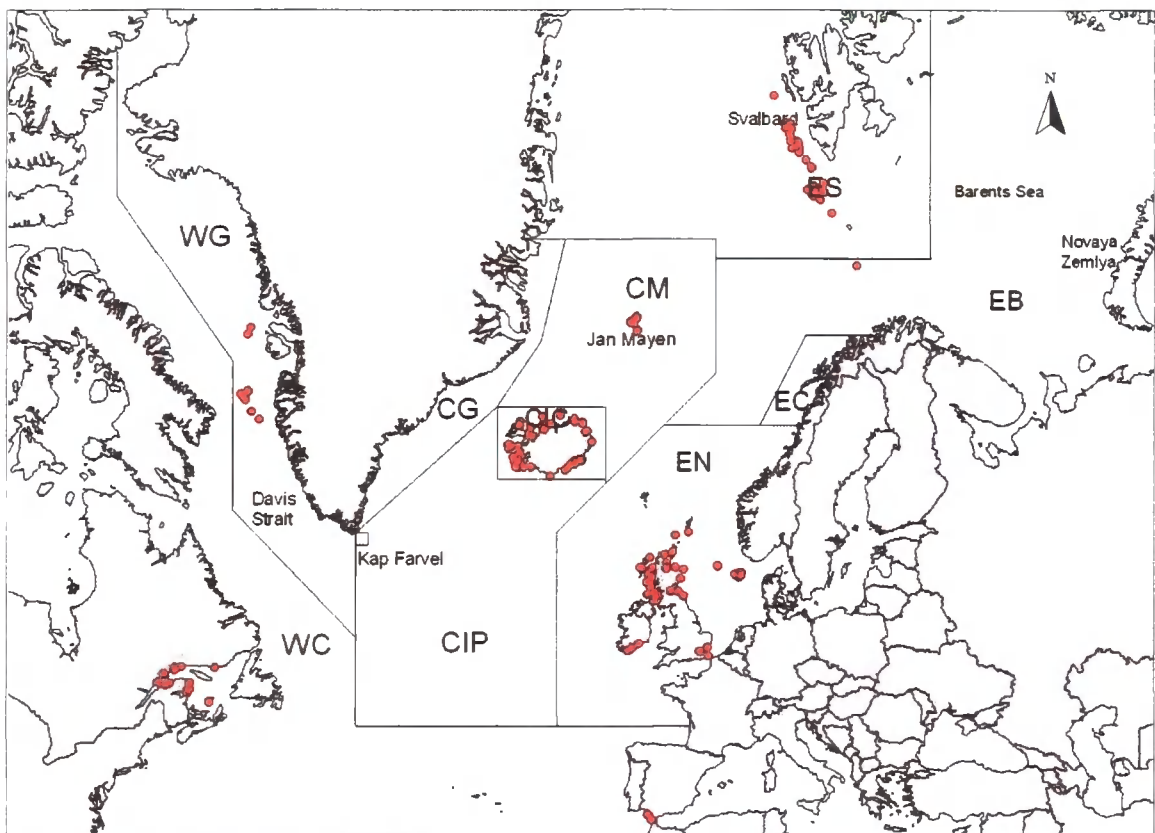 N
Svalbard
ES
Barents Sea
WG
Novaya
Zemlya
CM
EB
Jan Mayen
CG
EC
CIC
EN
Davis
Strait
Kap Farvel
WC
CIP